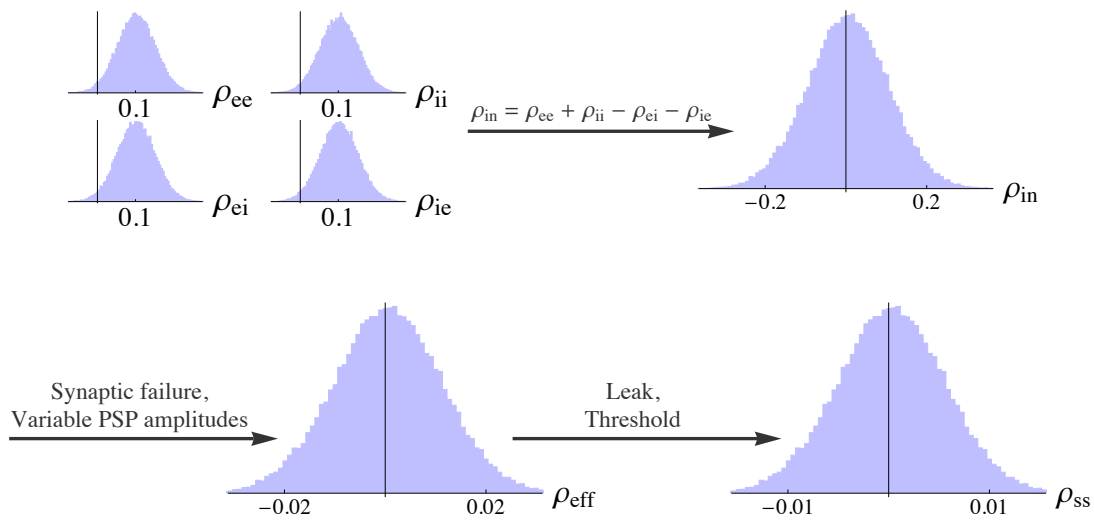 ρee
0.1
ρii
0.1
ρei
0.1
ρie
0.1
ρin = ρee + ρii − ρei − ρie
−0.2 0.2
ρin
Synaptic failure,
Variable PSP amplitudes
−0.02 0.02
ρeff
Leak,
Threshold
−0.01 0.01
ρss